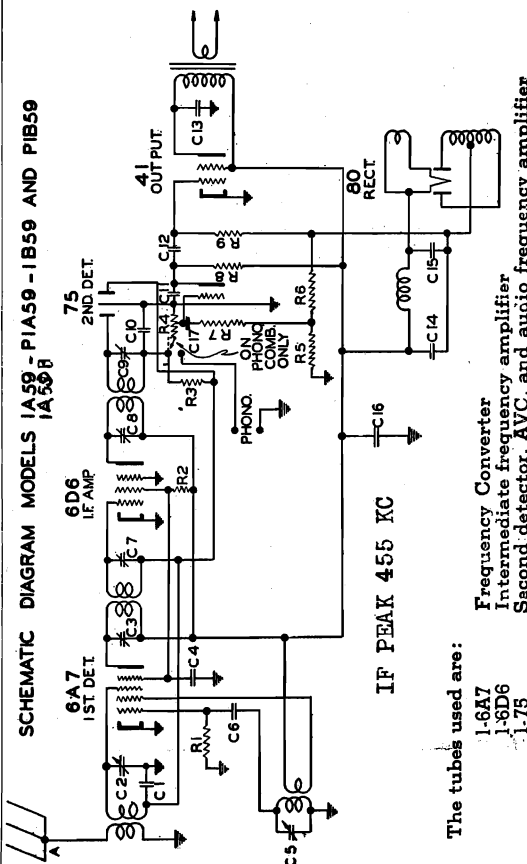 SCHEMATIC DIAGRAM MODELS 1A59 - P1A59 - 1B59 AND P1B59
1A59B
A
C2
C1
C5
6A7
1 ST. DET.
R1
C6
C3
C4
C7
6D6
I.F. AMP.
R2
C8
C9
R3
75
2ND. DET.
C10
R4
C11
C17
C12
ON
PHONO
COMB.
ONLY
PHONO.
R7
R8
R9
R5
R6
41
OUTPUT.
C13
80
RECT.
C14
C15
C16
IF PEAK 455 KC
The tubes used are:
1-6A7 Frequency Converter
1-6D6 Intermediate frequency amplifier
1-75 Second detector, AVC, and audio frequency amplifier